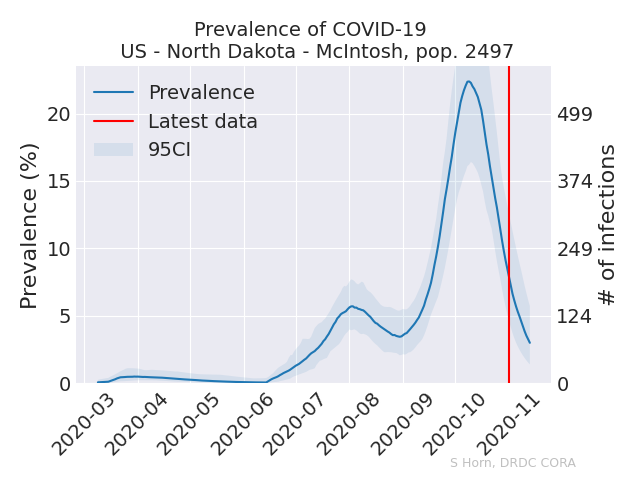 Prevalence of COVID-19
US - North Dakota - McIntosh, pop. 2497
Prevalence
Latest data
95CI
Prevalence (%)
20
15
10
5
0
499
374
249
124
0
# of infections
2020-03
2020-04
2020-05
2020-06
2020-07
2020-08
2020-09
2020-10
2020-11
S Horn, DRDC CORA